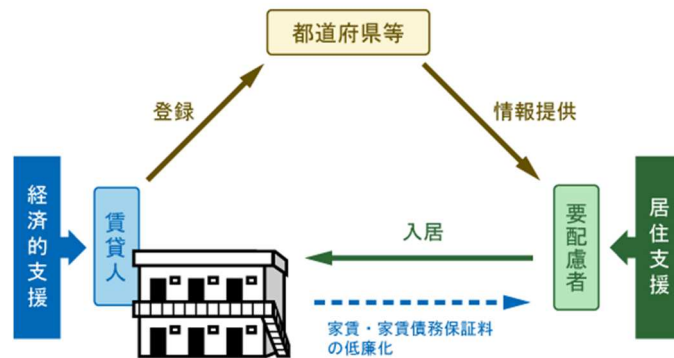 都道府県等
登録
情報提供
経済的支援
賃貸人
入居
要配慮者
居住支援
家賃・家賃債務保証料
の低廉化